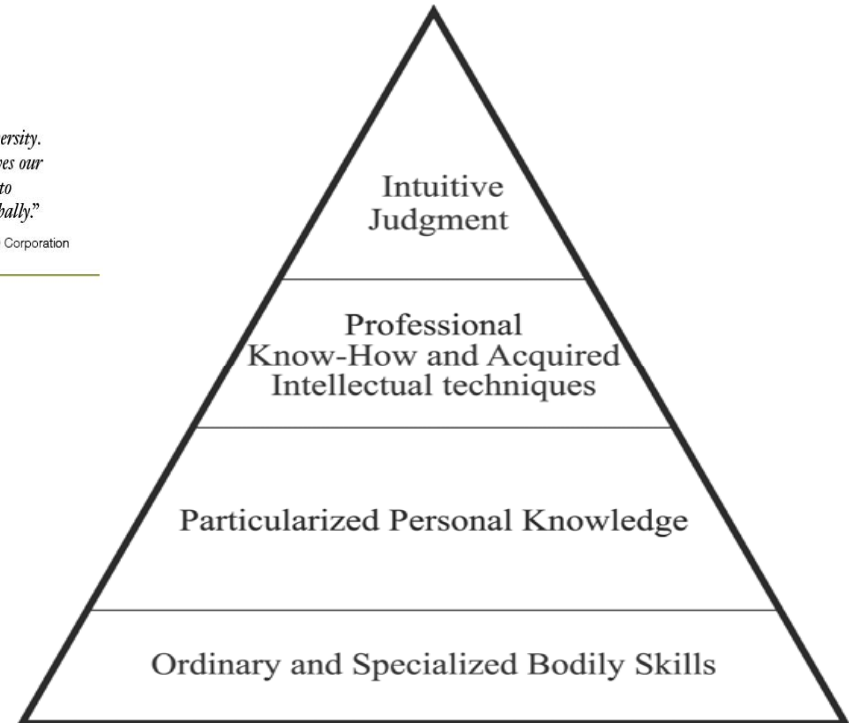 ersity.
ves our
to
bally.”
Corporation
Intuitive
Judgment
Professional
Know-How and Acquired
Intellectual techniques
Particularized Personal Knowledge
Ordinary and Specialized Bodily Skills